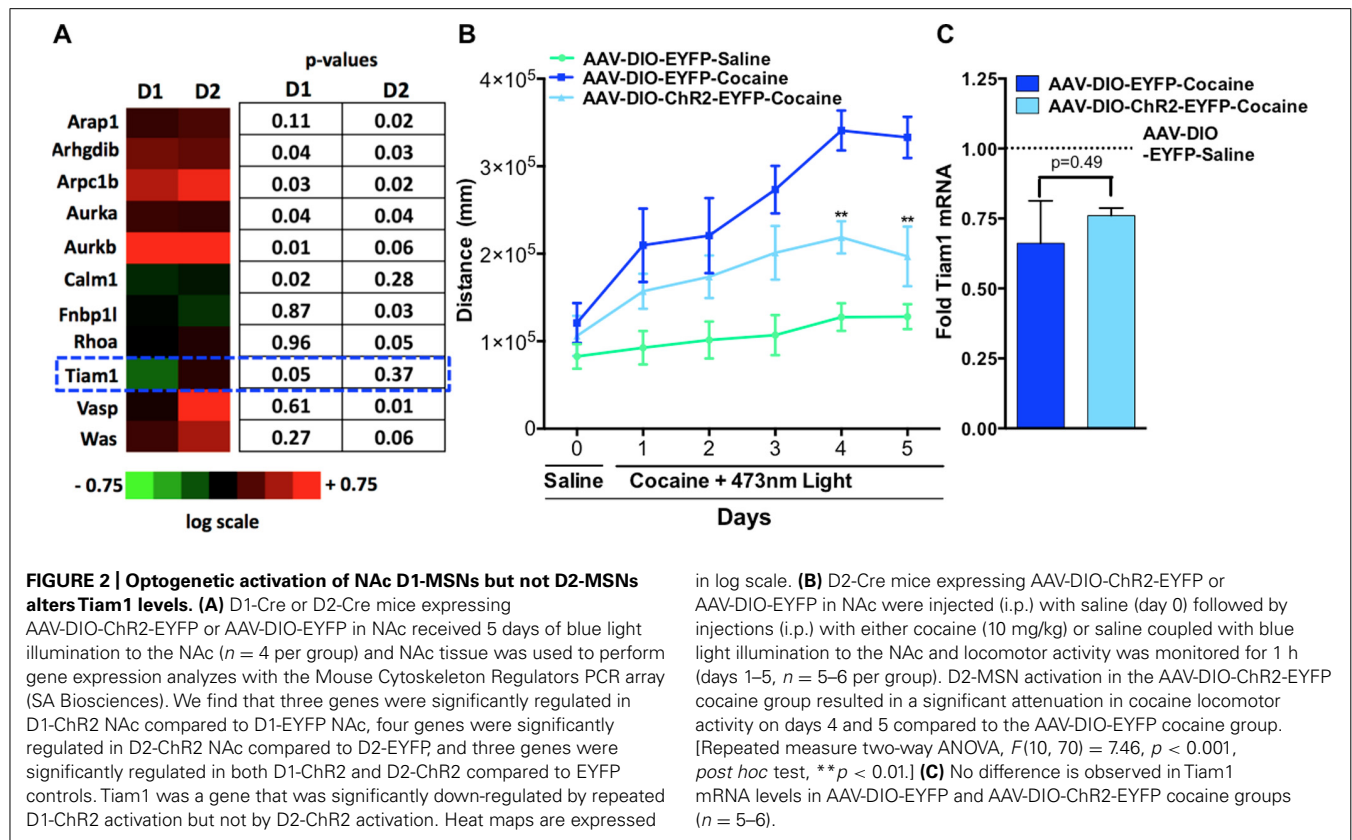 A
p-values
D1 D2 D1 D2
Arap1 0.11 0.02
Arhgdib 0.04 0.03
Arpc1b 0.03 0.02
Aurka 0.04 0.04
Aurkb 0.01 0.06
Calm1 0.02 0.28
Fnbp1l 0.87 0.03
Rhoa 0.96 0.05
Tiam1 0.05 0.37
Vasp 0.61 0.01
Was 0.27 0.06
- 0.75 + 0.75
log scale
B
AAV-DIO-EYFP-Saline
AAV-DIO-EYFP-Cocaine
AAV-DIO-ChR2-EYFP-Cocaine
Distance (mm)
4×10⁵
3×10⁵
2×10⁵
1×10⁵
0
** **
0 1 2 3 4 5
Saline Cocaine + 473nm Light
Days
C
AAV-DIO-EYFP-Cocaine
AAV-DIO-ChR2-EYFP-Cocaine
AAV-DIO
-EYFP-Saline
p=0.49
Fold Tiam1 mRNA
1.25
1.00
0.75
0.50
0.25
0.00
FIGURE 2 | Optogenetic activation of NAc D1-MSNs but not D2-MSNs
alters Tiam1 levels. (A) D1-Cre or D2-Cre mice expressing
AAV-DIO-ChR2-EYFP or AAV-DIO-EYFP in NAc received 5 days of blue light
illumination to the NAc (n = 4 per group) and NAc tissue was used to perform
gene expression analyzes with the Mouse Cytoskeleton Regulators PCR array
(SA Biosciences). We find that three genes were significantly regulated in
D1-ChR2 NAc compared to D1-EYFP NAc, four genes were significantly
regulated in D2-ChR2 NAc compared to D2-EYFP, and three genes were
significantly regulated in both D1-ChR2 and D2-ChR2 compared to EYFP
controls. Tiam1 was a gene that was significantly down-regulated by repeated
D1-ChR2 activation but not by D2-ChR2 activation. Heat maps are expressed
in log scale. (B) D2-Cre mice expressing AAV-DIO-ChR2-EYFP or
AAV-DIO-EYFP in NAc were injected (i.p.) with saline (day 0) followed by
injections (i.p.) with either cocaine (10 mg/kg) or saline coupled with blue
light illumination to the NAc and locomotor activity was monitored for 1 h
(days 1–5, n = 5–6 per group). D2-MSN activation in the AAV-DIO-ChR2-EYFP
cocaine group resulted in a significant attenuation in cocaine locomotor
activity on days 4 and 5 compared to the AAV-DIO-EYFP cocaine group.
[Repeated measure two-way ANOVA, F(10, 70) = 7.46, p < 0.001,
post hoc test, **p < 0.01.] (C) No difference is observed in Tiam1
mRNA levels in AAV-DIO-EYFP and AAV-DIO-ChR2-EYFP cocaine groups
(n = 5–6).